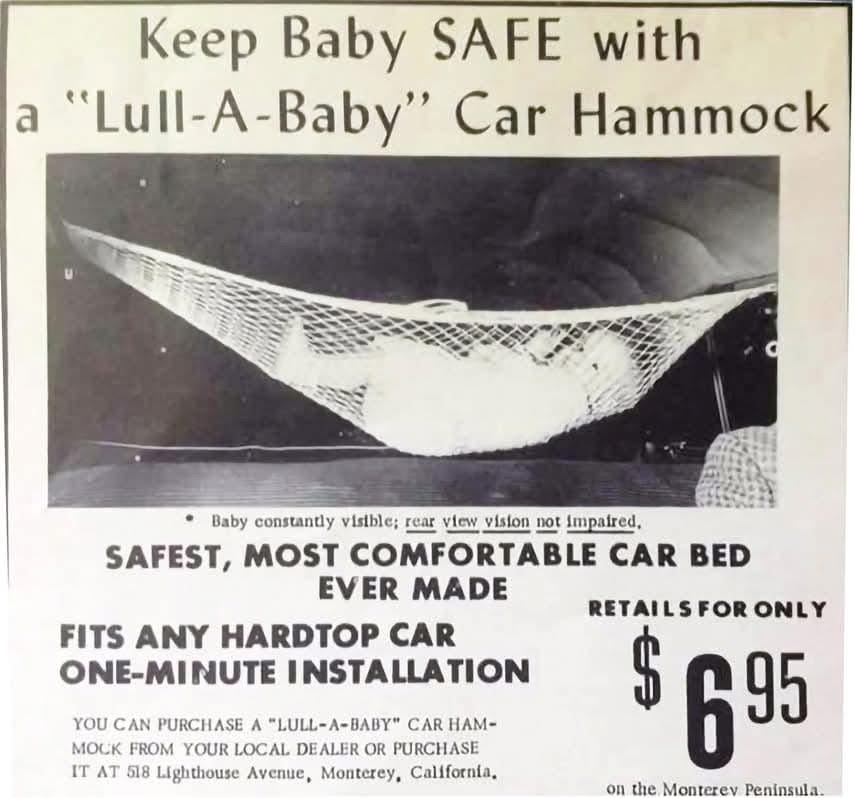 Keep Baby SAFE with
a "Lull-A-Baby" Car Hammock
* Baby constantly visible; rear view vision not impaired.
SAFEST, MOST COMFORTABLE CAR BED
EVER MADE
RETAILS FOR ONLY
$6 95
FITS ANY HARDTOP CAR
ONE-MINUTE INSTALLATION
YOU CAN PURCHASE A "LULL-A-BABY" CAR HAM-
MOCK FROM YOUR LOCAL DEALER OR PURCHASE
IT AT 518 Lighthouse Avenue, Monterey, California.
on the Monterey Peninsula.